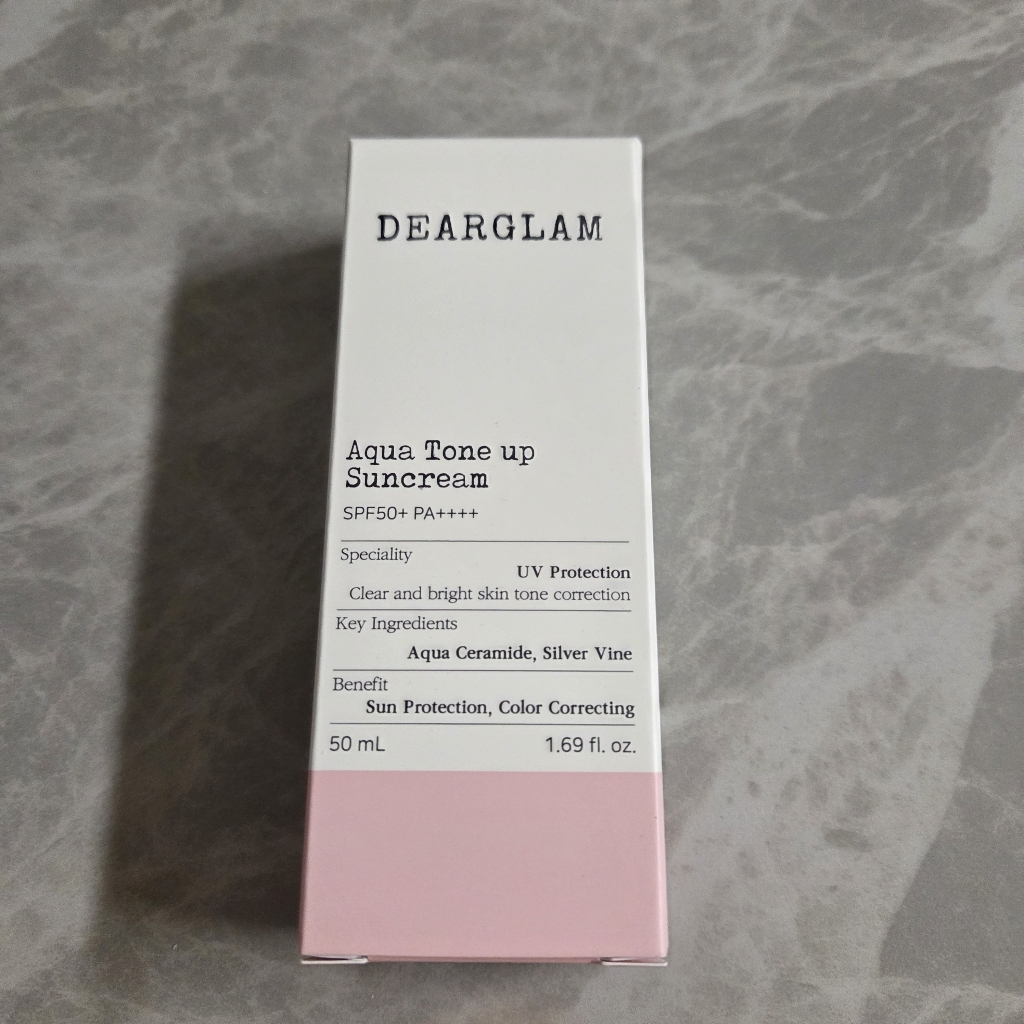 DEARGLAM
Aqua Tone up
Suncream
SPF50+ PA++++
Speciality
UV Protection
Clear and bright skin tone correction
Key Ingredients
Aqua Ceramide, Silver Vine
Benefit
Sun Protection, Color Correcting
50 mL 1.69 fl. oz.